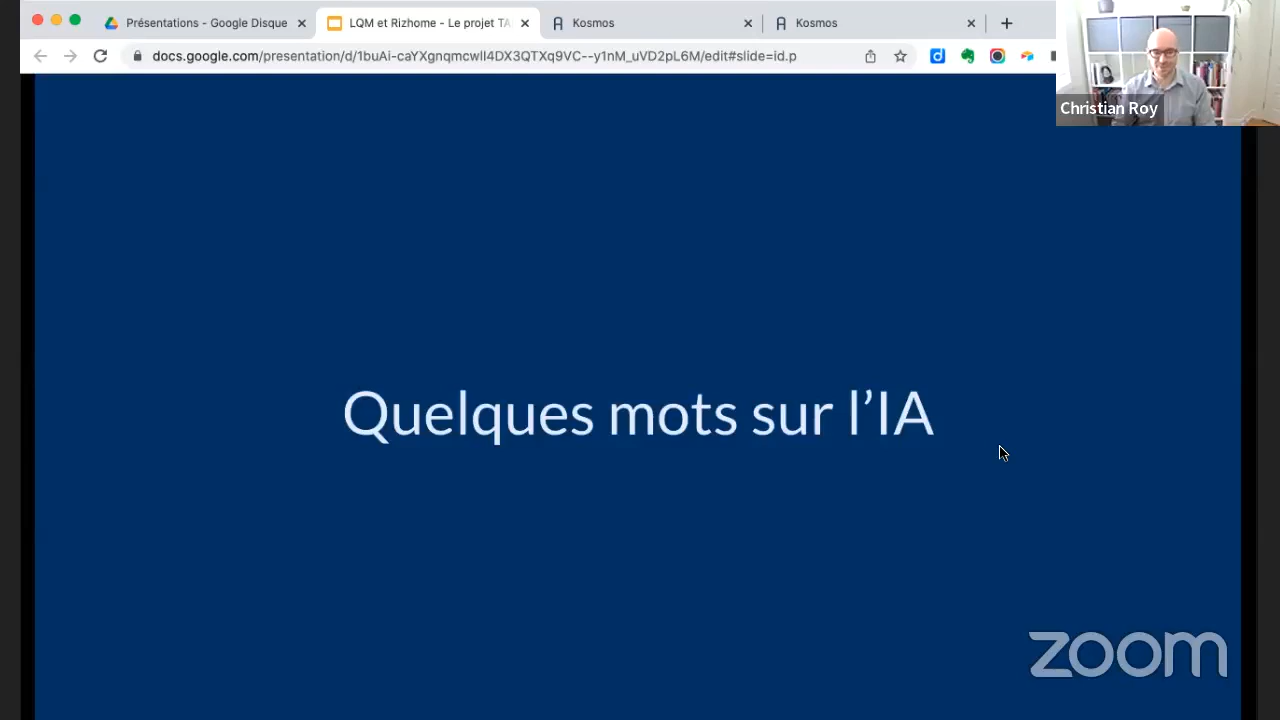 Présentations - Google Disque
LQM et Rizhome - Le projet TA
Kosmos
Kosmos
docs.google.com/presentation/d/1buAi-caYXgnqmqwlI4DX3QTXq9VC--y1nM_uVD2pL6M/edit#slide=id.p
Christian Roy
Quelques mots sur l’IA
zoom